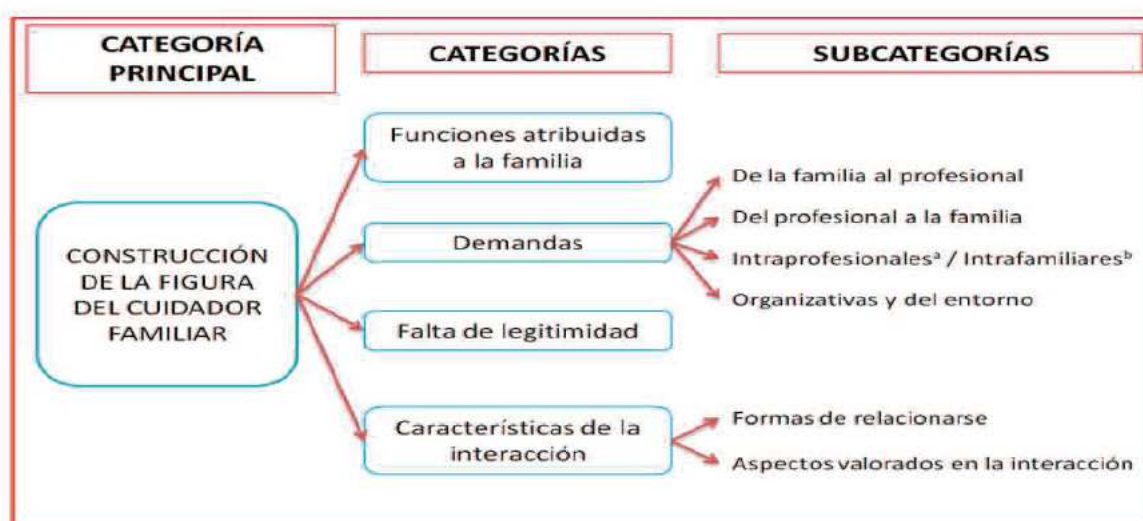 CATEGORÍA
PRINCIPAL
CATEGORÍAS
SUBCATEGORÍAS
CONSTRUCCIÓN
DE LA FIGURA
DEL CUIDADOR
FAMILIAR
Funciones atribuidas
a la familia
Demandas
Falta de legitimidad
Características de la
interacción
De la familia al profesional
Del profesional a la familia
Intraprofesionalesᵃ / Intrafamiliaresᵇ
Organizativas y del entorno
Formas de relacionarse
Aspectos valorados en la interacción